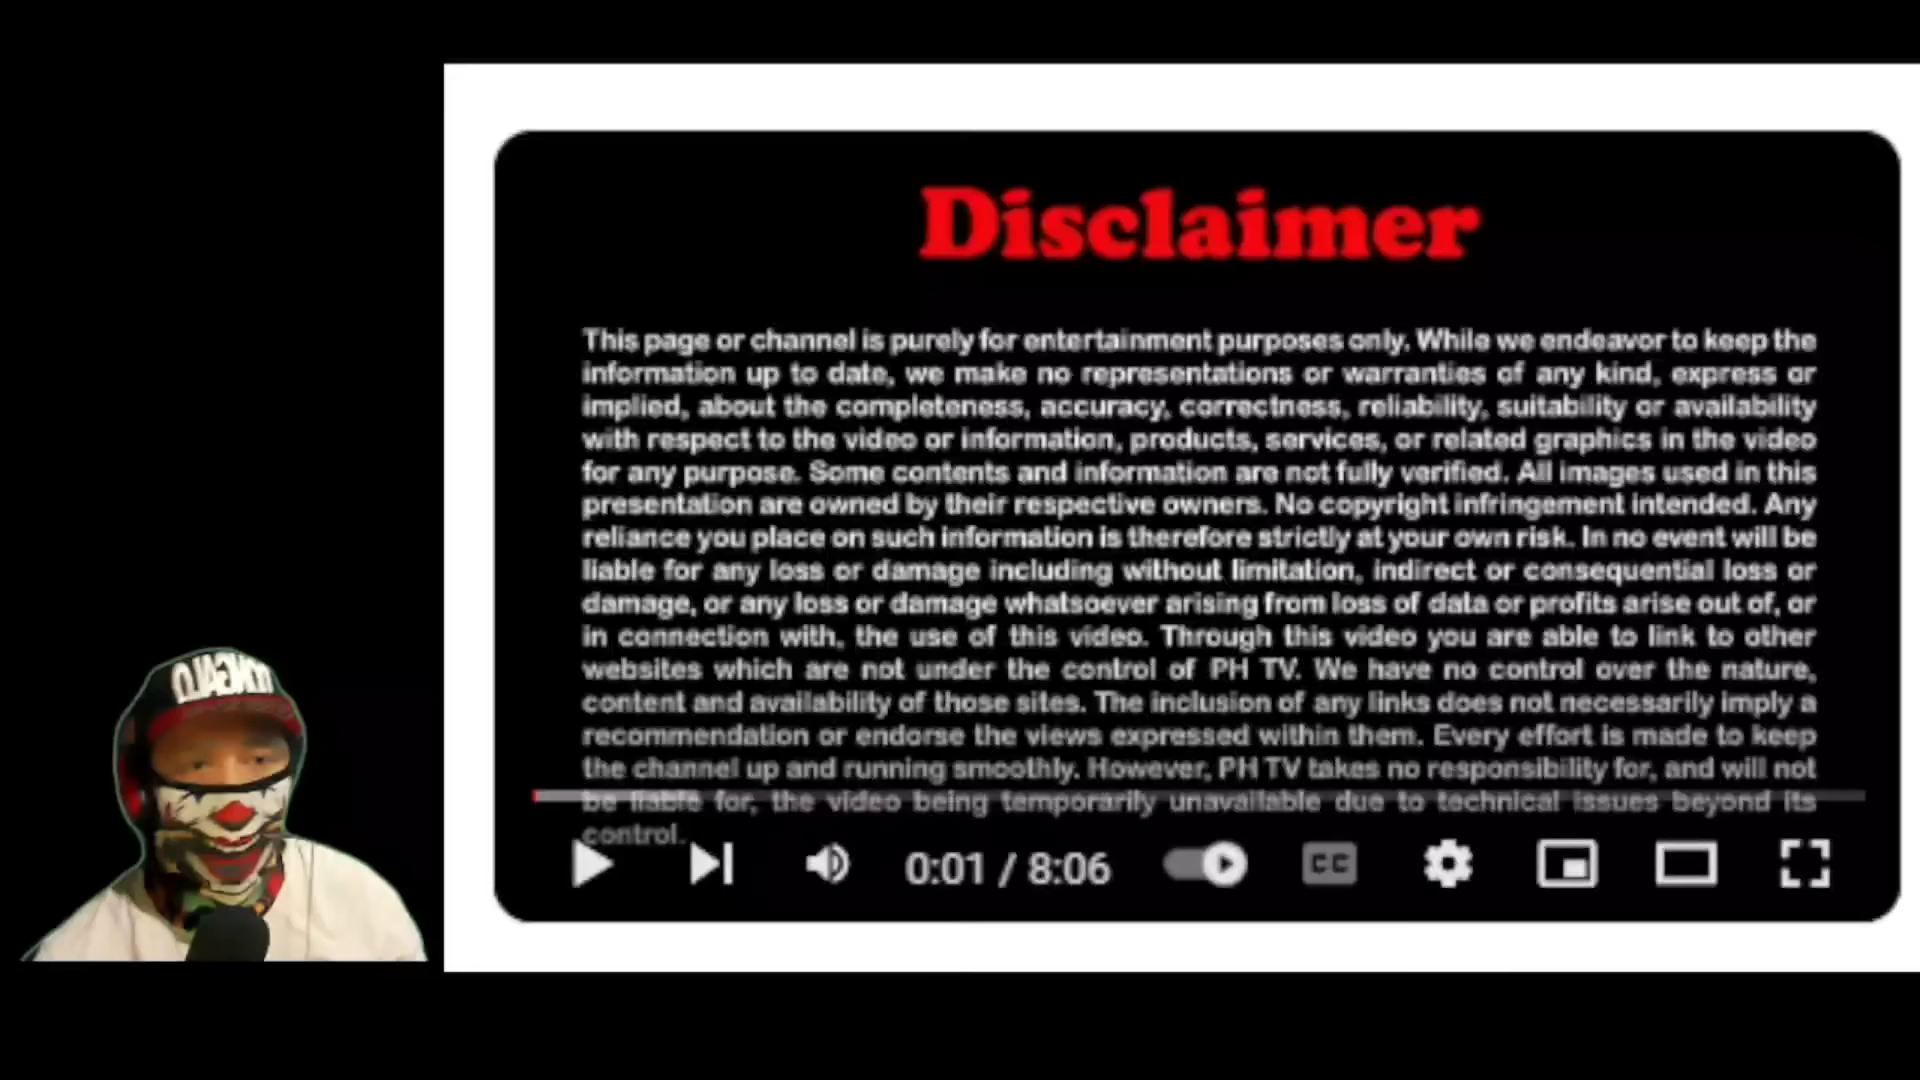 Disclaimer
This page or channel is purely for entertainment purposes only. While we endeavor to keep the
information up to date, we make no representations or warranties of any kind, express or
implied, about the completeness, accuracy, correctness, reliability, suitability or availability
with respect to the video or information, products, services, or related graphics in the video
for any purpose. Some contents and information are not fully verified. All images used in this
presentation are owned by their respective owners. No copyright infringement intended. Any
reliance you place on such information is therefore strictly at your own risk. In no event will be
liable for any loss or damage including without limitation, indirect or consequential loss or
damage, or any loss or damage whatsoever arising from loss of data or profits arise out of, or
in connection with, the use of this video. Through this video you are able to link to other
websites which are not under the control of PH TV. We have no control over the nature,
content and availability of those sites. The inclusion of any links does not necessarily imply a
recommendation or endorse the views expressed within them. Every effort is made to keep
the channel up and running smoothly. However, PH TV takes no responsibility for, and will not
be liable for, the video being temporarily unavailable due to technical issues beyond its
control.
0:01 / 8:06
CC